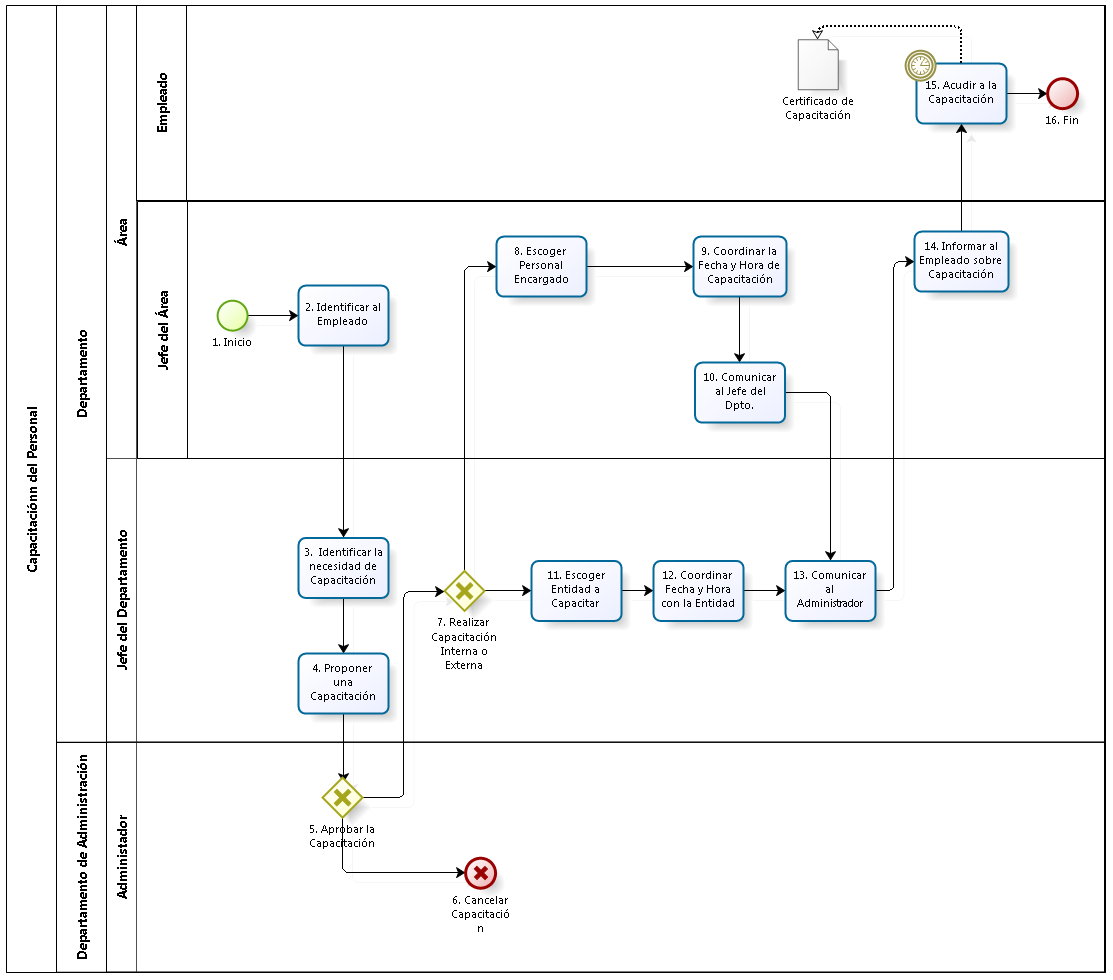 Capacitaciónn del Personal
Departamento
Área
Empleado
Certificado de
Capacitación
15. Acudir a la
Capacitación
16. Fin
Jefe del Área
1. Inicio
2. Identificar al
Empleado
8. Escoger
Personal
Encargado
9. Coordinar la
Fecha y Hora de
Capacitación
10. Comunicar
al Jefe del
Dpto.
14. Informar al
Empleado sobre
Capacitación
Jefe del Departamento
3. Identificar la
necesidad de
Capacitación
4. Proponer
una
Capacitación
7. Realizar
Capacitación
Interna o
Externa
11. Escoger
Entidad a
Capacitar
12. Coordinar
Fecha y Hora
con la Entidad
13. Comunicar
al
Administrador
Departamento de Administración
Administador
5. Aprobar la
Capacitación
6. Cancelar
Capacitació
n